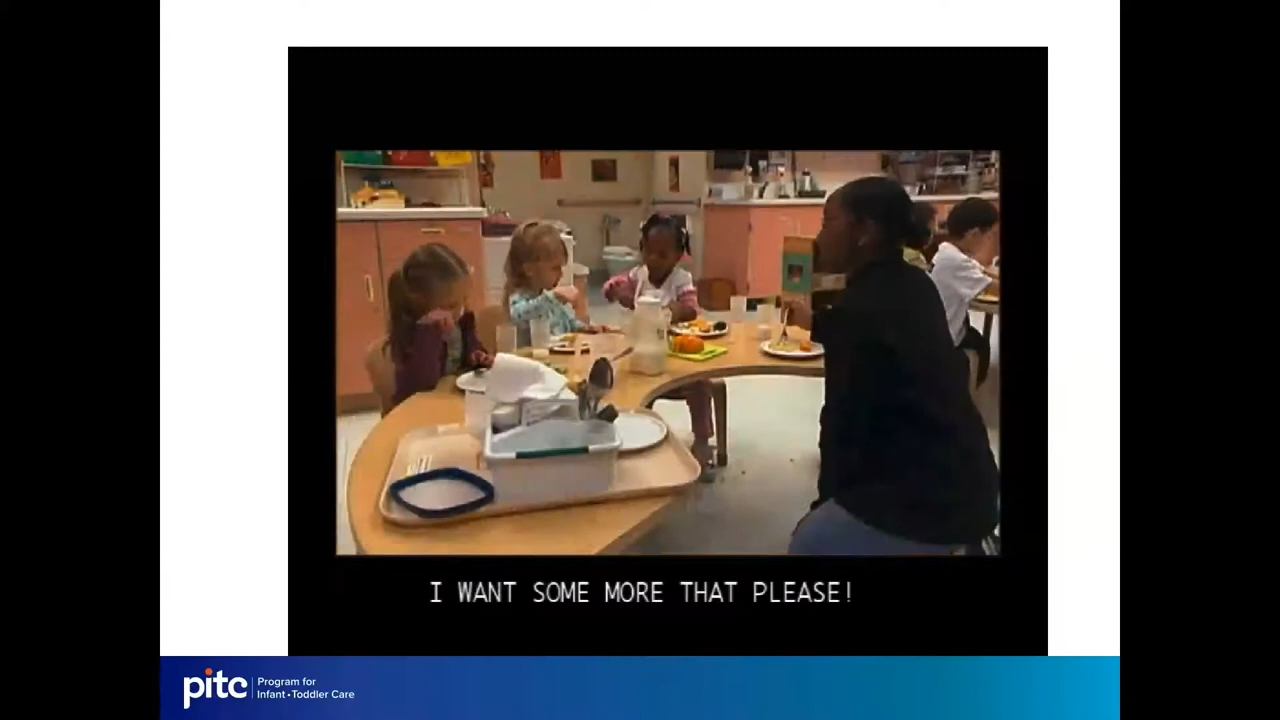 I WANT SOME MORE THAT PLEASE!
pitc
Program for
Infant•Toddler Care